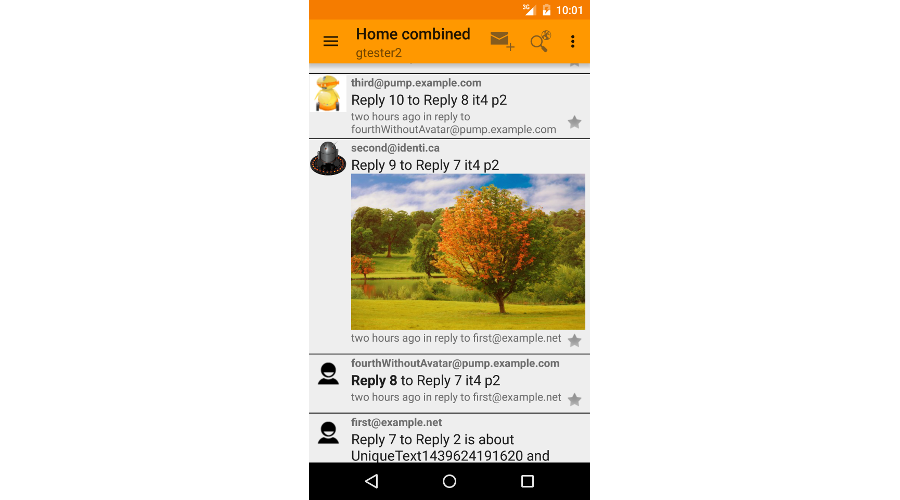 3G 10:01
Home combined
gtester2
third@pump.example.com
Reply 10 to Reply 8 it4 p2
two hours ago in reply to
fourthWithoutAvatar@pump.example.com
second@identi.ca
Reply 9 to Reply 7 it4 p2
two hours ago in reply to first@example.net
fourthWithoutAvatar@pump.example.com
Reply 8 to Reply 7 it4 p2
two hours ago in reply to first@example.net
first@example.net
Reply 7 to Reply 2 is about
UniqueText1439624191620 and